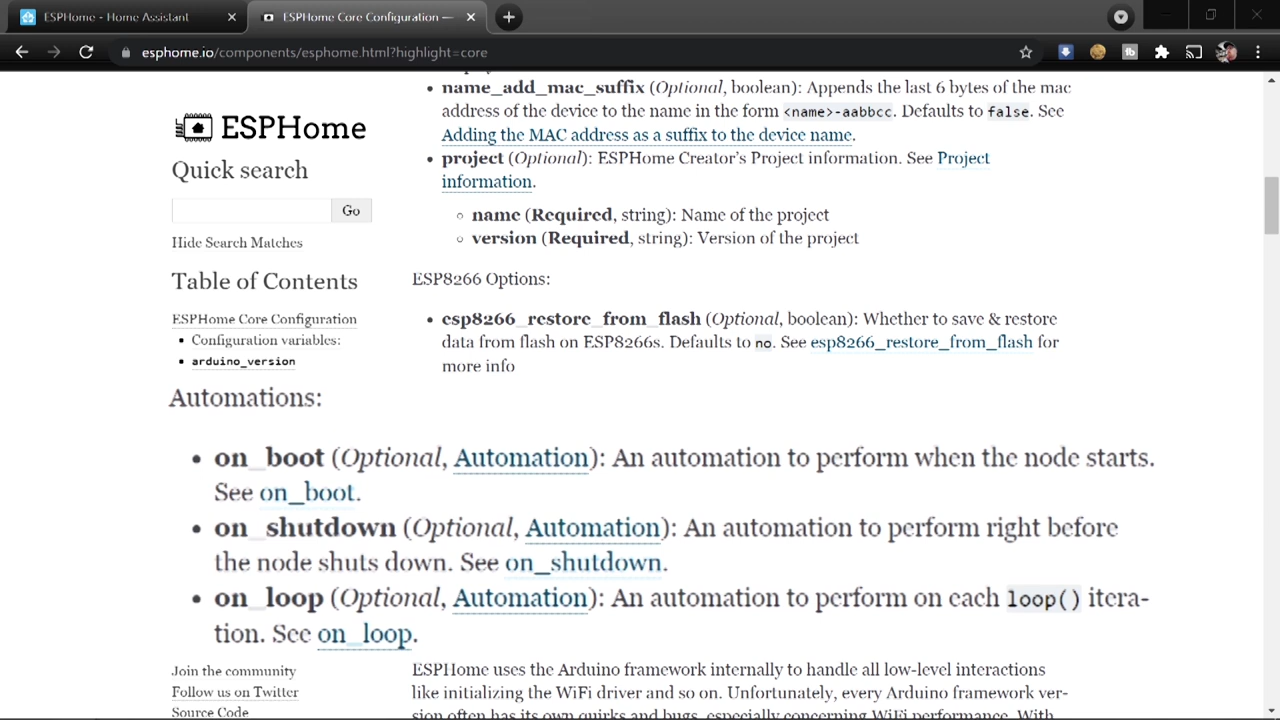 ESPHome - Home Assistant
ESPHome Core Configuration —
esphome.io/components/esphome.html?highlight=core
name_add_mac_suffix (Optional, boolean): Appends the last 6 bytes of the mac
address of the device to the name in the form <name>-aabbcc. Defaults to false. See
Adding the MAC address as a suffix to the device name.
project (Optional): ESPHome Creator's Project information. See Project
information.
name (Required, string): Name of the project
version (Required, string): Version of the project
ESPHome
Quick search
Go
Hide Search Matches
Table of Contents
ESPHome Core Configuration
Configuration variables:
arduino_version
ESP8266 Options:
esp8266_restore_from_flash (Optional, boolean): Whether to save & restore
data from flash on ESP8266s. Defaults to no. See esp8266_restore_from_flash for
more info
Automations:
on_boot (Optional, Automation): An automation to perform when the node starts.
See on_boot.
on_shutdown (Optional, Automation): An automation to perform right before
the node shuts down. See on_shutdown.
on_loop (Optional, Automation): An automation to perform on each loop() itera-
tion. See on_loop.
Join the community
Follow us on Twitter
Source Code
ESPHome uses the Arduino framework internally to handle all low-level interactions
like initializing the WiFi driver and so on. Unfortunately, every Arduino framework ver-
sion often has its own quirks and bugs, especially concerning WiFi performance. With